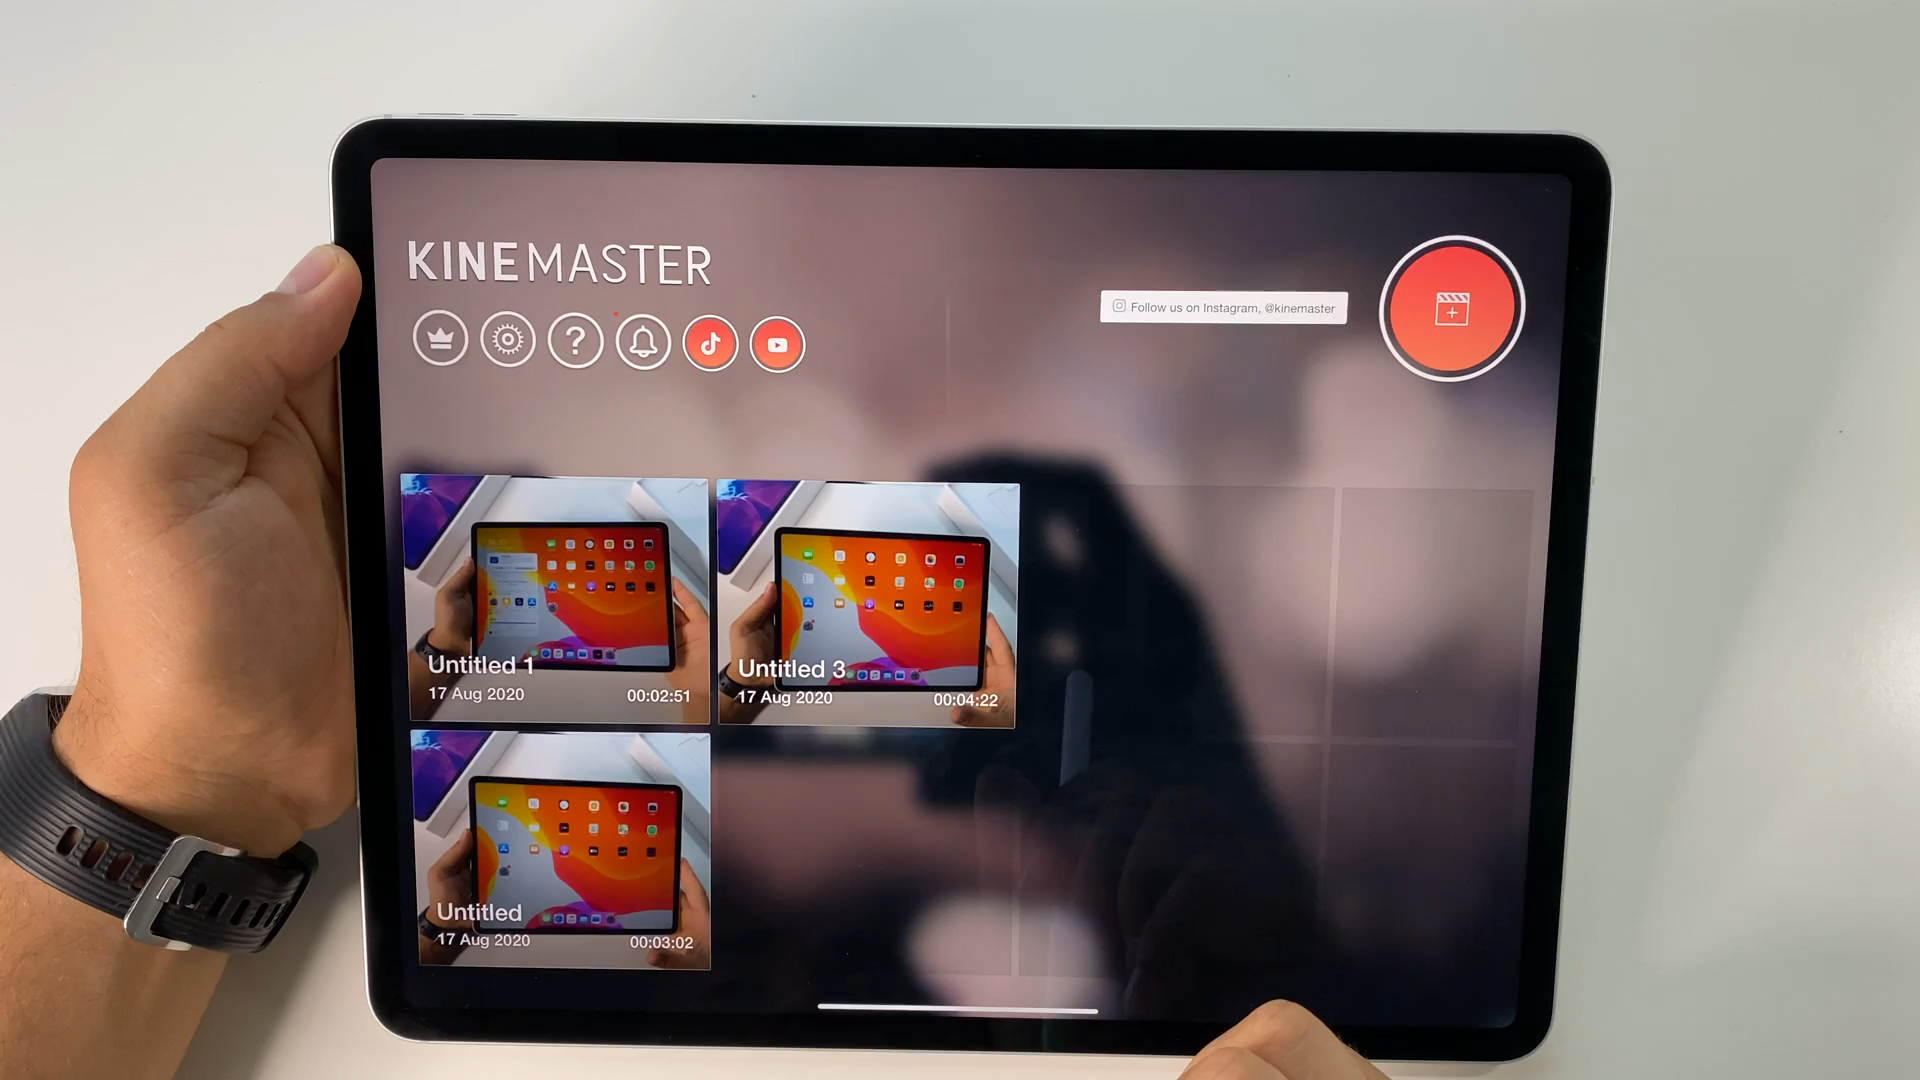 KINEMASTER
Follow us on Instagram, @kinemaster
Untitled 1
17 Aug 2020
00:02:51
Untitled 3
17 Aug 2020
00:04:22
Untitled
17 Aug 2020
00:03:02